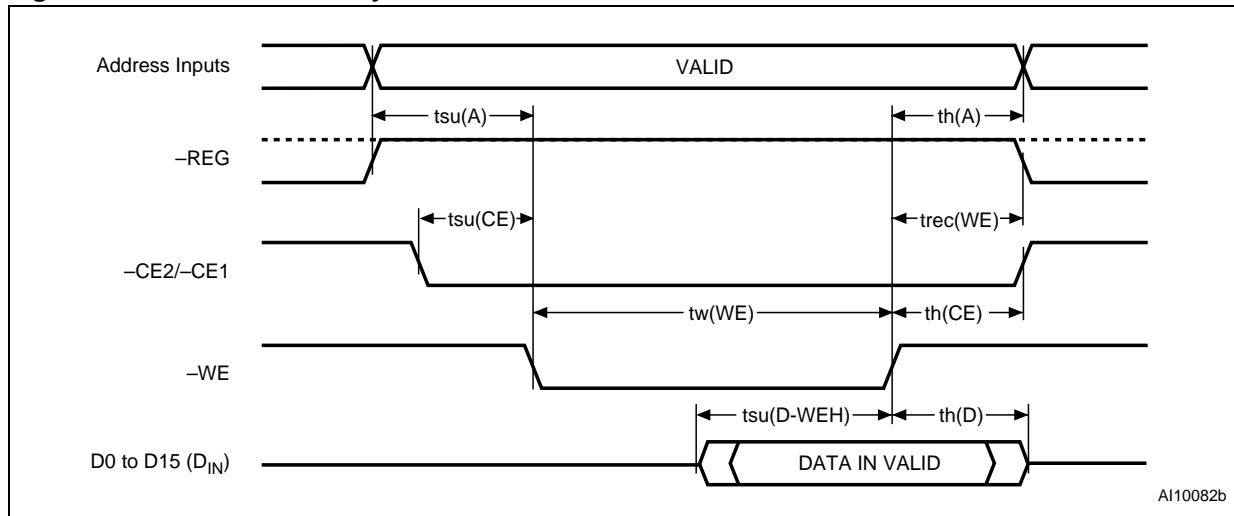 Address Inputs
VALID
tsu(A)
th(A)
–REG
tsu(CE)
trec(WE)
–CE2/–CE1
tw(WE)
th(CE)
–WE
tsu(D-WEH)
th(D)
D0 to D15 (DIN)
DATA IN VALID
AI10082b